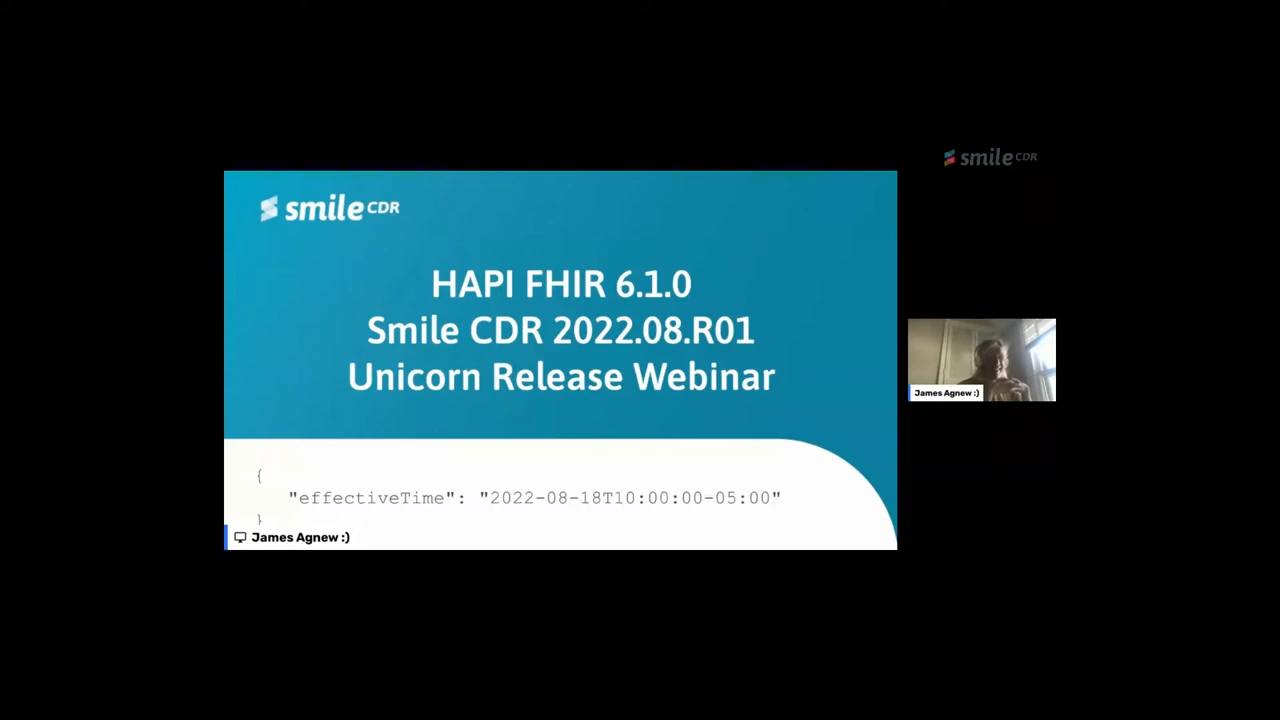 smile CDR
HAPI FHIR 6.1.0
Smile CDR 2022.08.R01
Unicorn Release Webinar
{
"effectiveTime": "2022-08-18T10:00:00-05:00"
}
James Agnew :)
smile CDR
James Agnew :)